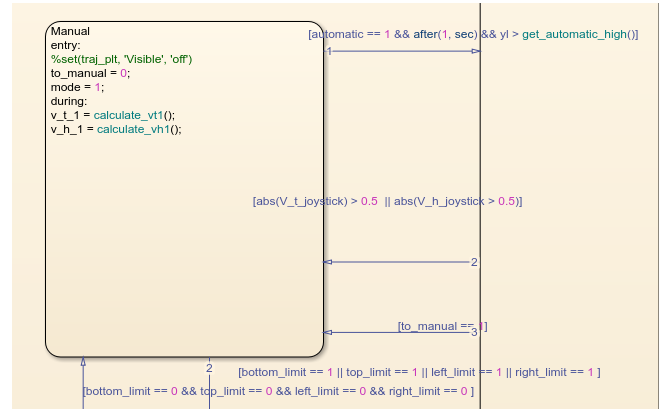 Manual
entry:
%set(traj_plt, 'Visible', 'off')
to_manual = 0;
mode = 1;
during:
v_t_1 = calculate_vt1();
v_h_1 = calculate_vh1();
[automatic == 1 && after(1, sec) && yl > get_automatic_high()]
1
[abs(V_t_joystick) > 0.5 || abs(V_h_joystick > 0.5)]
2
[to_manual == 1]
3
2
[bottom_limit == 1 || top_limit == 1 || left_limit == 1 || right_limit == 1 ]
[bottom_limit == 0 && top_limit == 0 && left_limit == 0 && right_limit == 0 ]